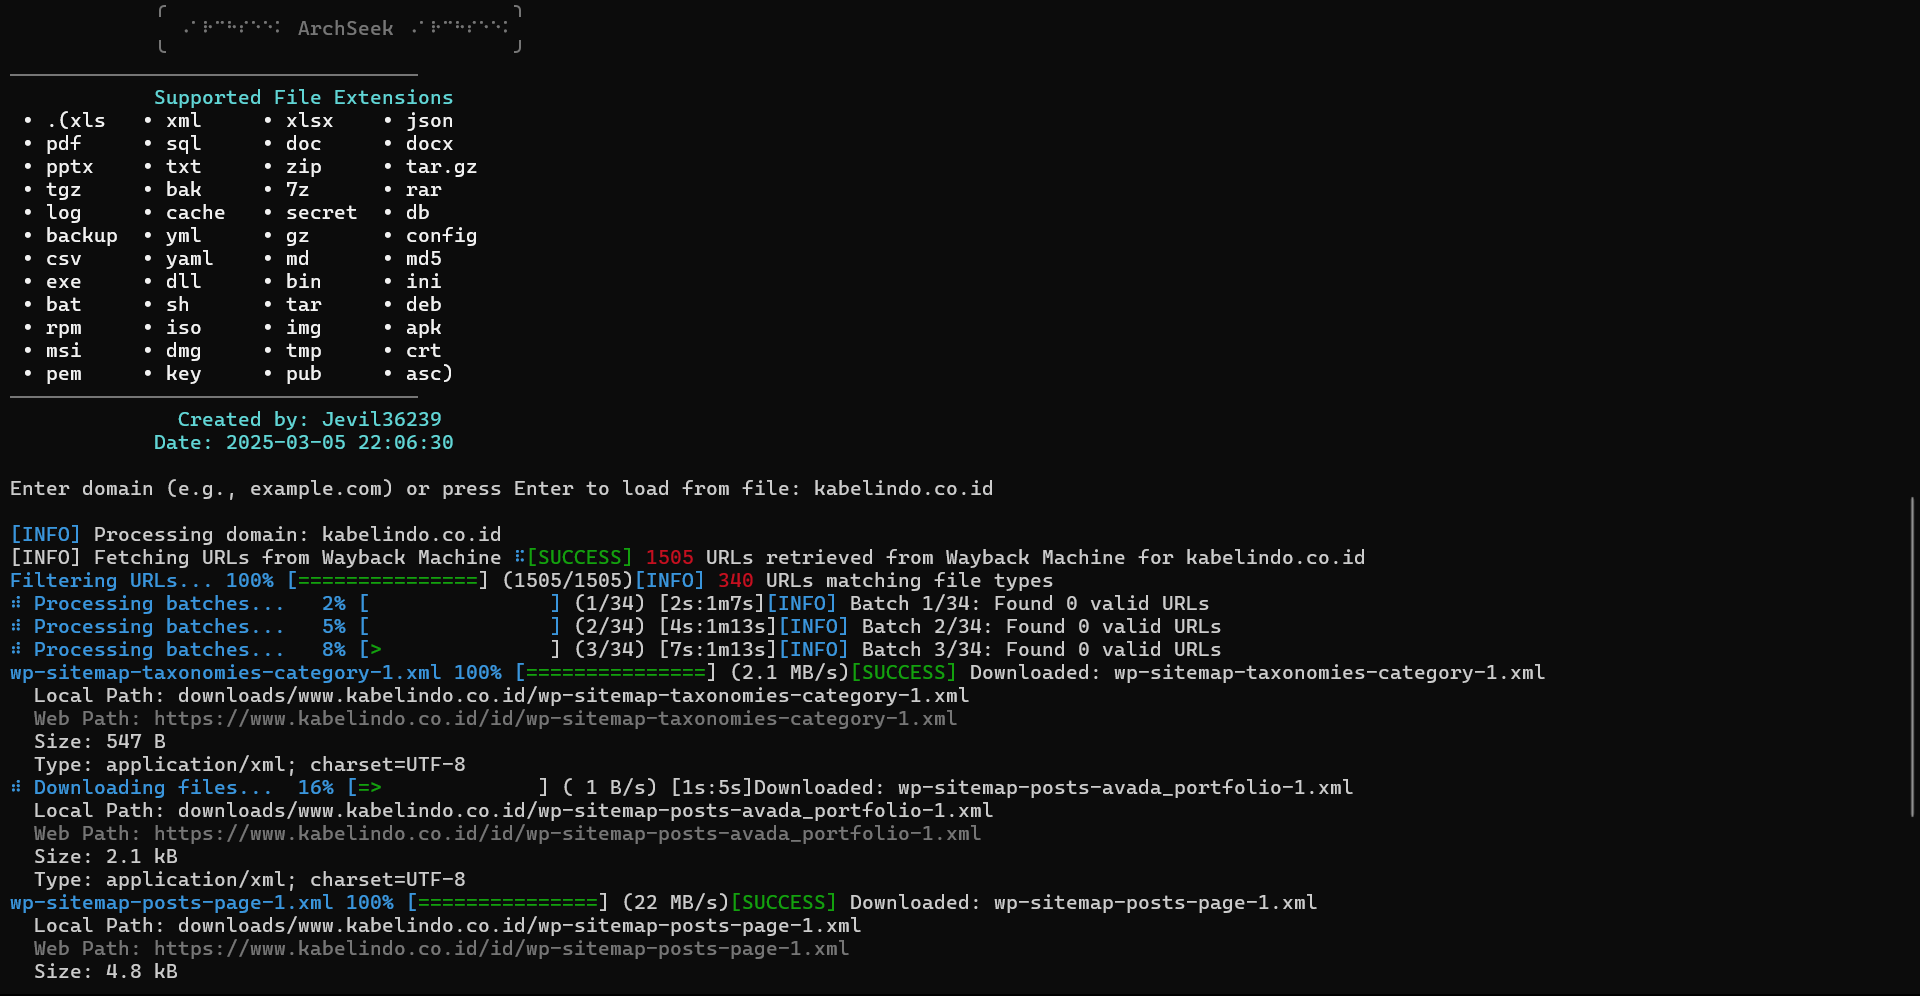 ArchSeek
Supported File Extensions
• .(xls • xml • xlsx • json
• pdf • sql • doc • docx
• pptx • txt • zip • tar.gz
• tgz • bak • 7z • rar
• log • cache • secret • db
• backup • yml • gz • config
• csv • yaml • md • md5
• exe • dll • bin • ini
• bat • sh • tar • deb
• rpm • iso • img • apk
• msi • dmg • tmp • crt
• pem • key • pub • asc)
Created by: Jevil36239
Date: 2025-03-05 22:06:30
Enter domain (e.g., example.com) or press Enter to load from file: kabelindo.co.id
[INFO] Processing domain: kabelindo.co.id
[INFO] Fetching URLs from Wayback Machine [SUCCESS] 1505 URLs retrieved from Wayback Machine for kabelindo.co.id
Filtering URLs... 100% [===============] (1505/1505)[INFO] 340 URLs matching file types
Processing batches...   2% [               ] (1/34) [2s:1m7s][INFO] Batch 1/34: Found 0 valid URLs
Processing batches...   5% [               ] (2/34) [4s:1m13s][INFO] Batch 2/34: Found 0 valid URLs
Processing batches...   8% [>              ] (3/34) [7s:1m13s][INFO] Batch 3/34: Found 0 valid URLs
wp-sitemap-taxonomies-category-1.xml 100% [===============] (2.1 MB/s)[SUCCESS] Downloaded: wp-sitemap-taxonomies-category-1.xml
Local Path: downloads/www.kabelindo.co.id/wp-sitemap-taxonomies-category-1.xml
Web Path: https://www.kabelindo.co.id/id/wp-sitemap-taxonomies-category-1.xml
Size: 547 B
Type: application/xml; charset=UTF-8
Downloading files...  16% [=>             ] ( 1 B/s) [1s:5s]Downloaded: wp-sitemap-posts-avada_portfolio-1.xml
Local Path: downloads/www.kabelindo.co.id/wp-sitemap-posts-avada_portfolio-1.xml
Web Path: https://www.kabelindo.co.id/id/wp-sitemap-posts-avada_portfolio-1.xml
Size: 2.1 kB
Type: application/xml; charset=UTF-8
wp-sitemap-posts-page-1.xml 100% [===============] (22 MB/s)[SUCCESS] Downloaded: wp-sitemap-posts-page-1.xml
Local Path: downloads/www.kabelindo.co.id/wp-sitemap-posts-page-1.xml
Web Path: https://www.kabelindo.co.id/id/wp-sitemap-posts-page-1.xml
Size: 4.8 kB